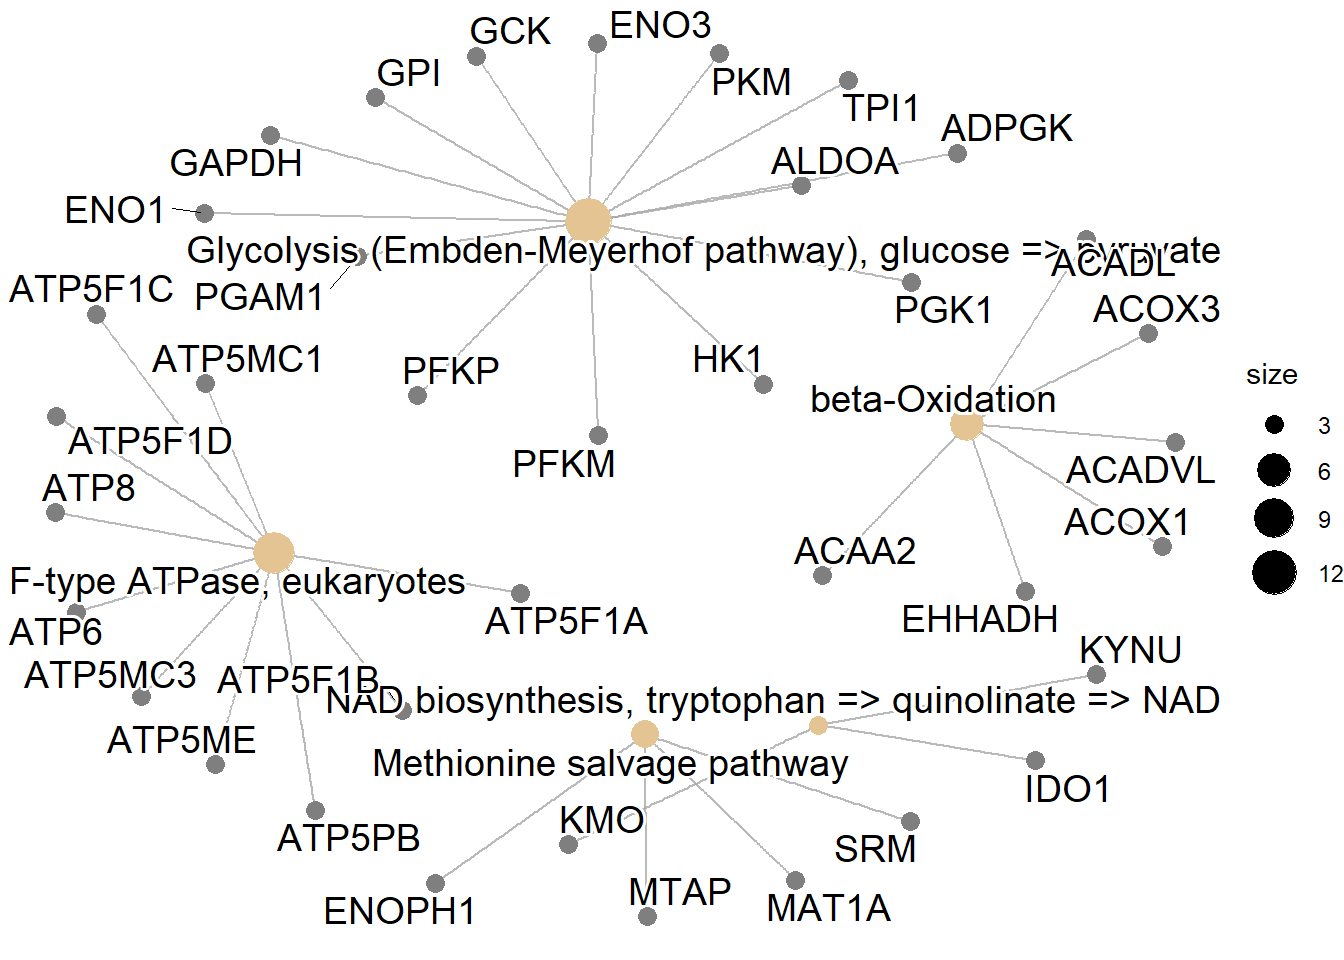 GCK
ENO3
GPI
PKM
TPI1
ADPGK
GAPDH
ALDOA
ENO1
Glycolysis (Embden-Meyerhof pathway), glucose => pyruvate
ACADL
ATP5F1C
PGAM1
PGK1
ACOX3
ATP5MC1
PFKP
HK1
size
beta-Oxidation
3
ATP5F1D
PFKM
ACADVL
6
ATP8
ACOX1
9
ACAA2
12
F-type ATPase, eukaryotes
ATP6
ATP5F1A
EHHADH
KYNU
ATP5MC3
ATP5F1B
NAD biosynthesis, tryptophan => quinolinate => NAD
ATP5ME
Methionine salvage pathway
IDO1
KMO
ATP5PB
SRM
MTAP
ENOPH1
MAT1A